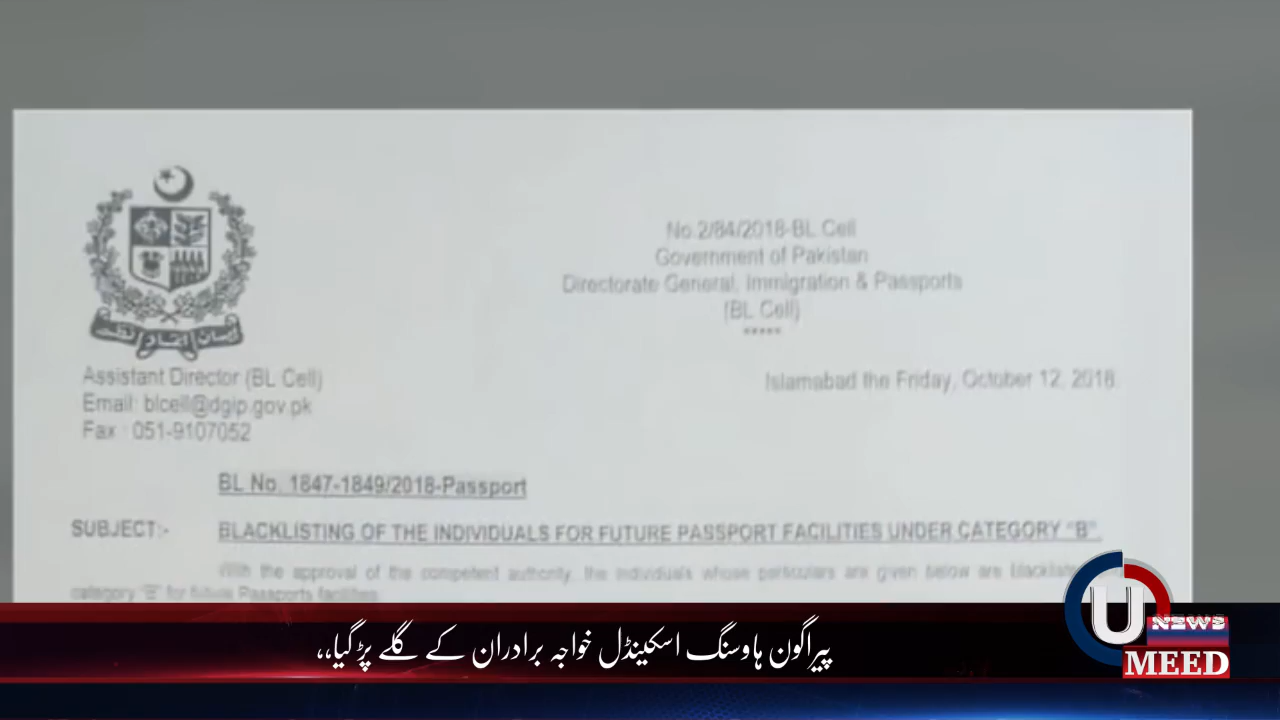 No.2/84/2018-BL Cell
Government of Pakistan
Directorate General, Immigration & Passports
(BL Cell)
*****
Assistant Director (BL Cell)
Email: blcell@dgip.gov.pk
Fax : 051-9107052
Islamabad the Friday, October 12, 2018.
BL No. 1847-1849/2018-Passport
SUBJECT:- BLACKLISTING OF THE INDIVIDUALS FOR FUTURE PASSPORT FACILITIES UNDER CATEGORY "B".
With the approval of the competent authority, the individuals whose particulars are given below are blackliste
category "B" for future Passports facilities.
پیراگون ہاوسنگ اسکینڈل خواجہ برادران کے گلے پڑ گیا،،
U NEWS
MEED